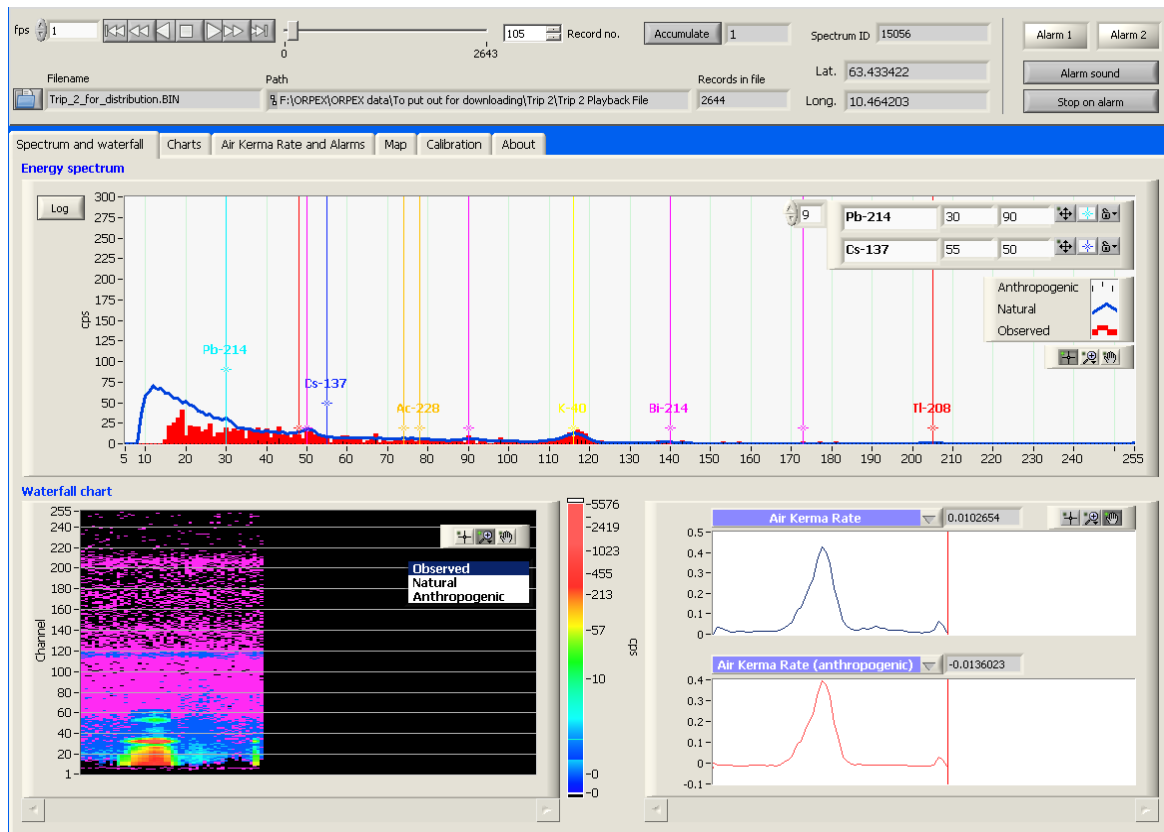 fps 1 105 Record no. Accumulate 1 Spectrum ID 15056 Alarm 1 Alarm 2
0 2643
Filename Path Records in file Lat. 63.433422 Alarm sound
Trip_2_for_distribution.BIN F:\ORPEX\ORPEX data\To put out for downloading\Trip 2\Trip 2 Playback File 2644 Long. 10.464203 Stop on alarm
Spectrum and waterfall Charts Air Kerma Rate and Alarms Map Calibration About
Energy spectrum
Log
300
275
250
225
200
175
150
125
100
75
50
25
0
cps
9 Pb-214 30 90
Cs-137 55 50
Anthropogenic
Natural
Observed
Pb-214
Cs-137
Ac-228 K-40 Bi-214 Tl-208
5 10 20 30 40 50 60 70 80 90 100 110 120 130 140 150 160 170 180 190 200 210 220 230 240 255
Waterfall chart
255
240
220
200
180
160
140
120
100
80
60
40
20
1
Channel
Observed
Natural
Anthropogenic
5576
2419
1023
455
213
57
10
0
0
cps
Air Kerma Rate 0.0102654
0.5
0.4
0.3
0.2
0.1
0
Air Kerma Rate (anthropogenic) -0.0136023
0.4
0.3
0.2
0.1
0
-0.1